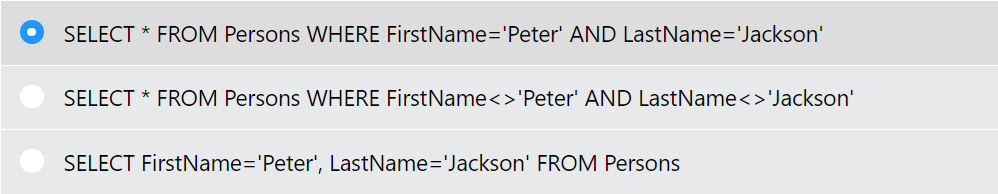 SELECT * FROM Persons WHERE FirstName='Peter' AND LastName='Jackson'
SELECT * FROM Persons WHERE FirstName<>'Peter' AND LastName<>'Jackson'
SELECT FirstName='Peter', LastName='Jackson' FROM Persons